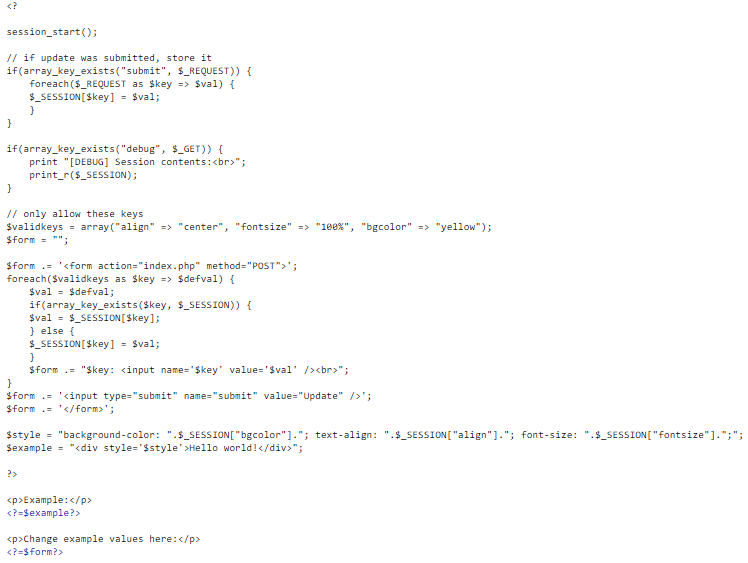 <?
session_start();
// if update was submitted, store it
if(array_key_exists("submit", $_REQUEST)) {
foreach($_REQUEST as $key => $val) {
$_SESSION[$key] = $val;
}
}
if(array_key_exists("debug", $_GET)) {
print "[DEBUG] Session contents:<br>";
print_r($_SESSION);
}
// only allow these keys
$validkeys = array("align" => "center", "fontsize" => "100%", "bgcolor" => "yellow");
$form = "";
$form .= '<form action="index.php" method="POST">';
foreach($validkeys as $key => $defval) {
$val = $defval;
if(array_key_exists($key, $_SESSION)) {
$val = $_SESSION[$key];
} else {
$_SESSION[$key] = $val;
}
$form .= "$key: <input name='$key' value='$val' /><br>";
}
$form .= '<input type="submit" name="submit" value="Update" />';
$form .= '</form>';
$style = "background-color: ".$_SESSION["bgcolor"]."; text-align: ".$_SESSION["align"]."; font-size: ".$_SESSION["fontsize"].";";
$example = "<div style='$style'>Hello world!</div>";
?>
<p>Example:</p>
<?=$example?>
<p>Change example values here:</p>
<?=$form?>